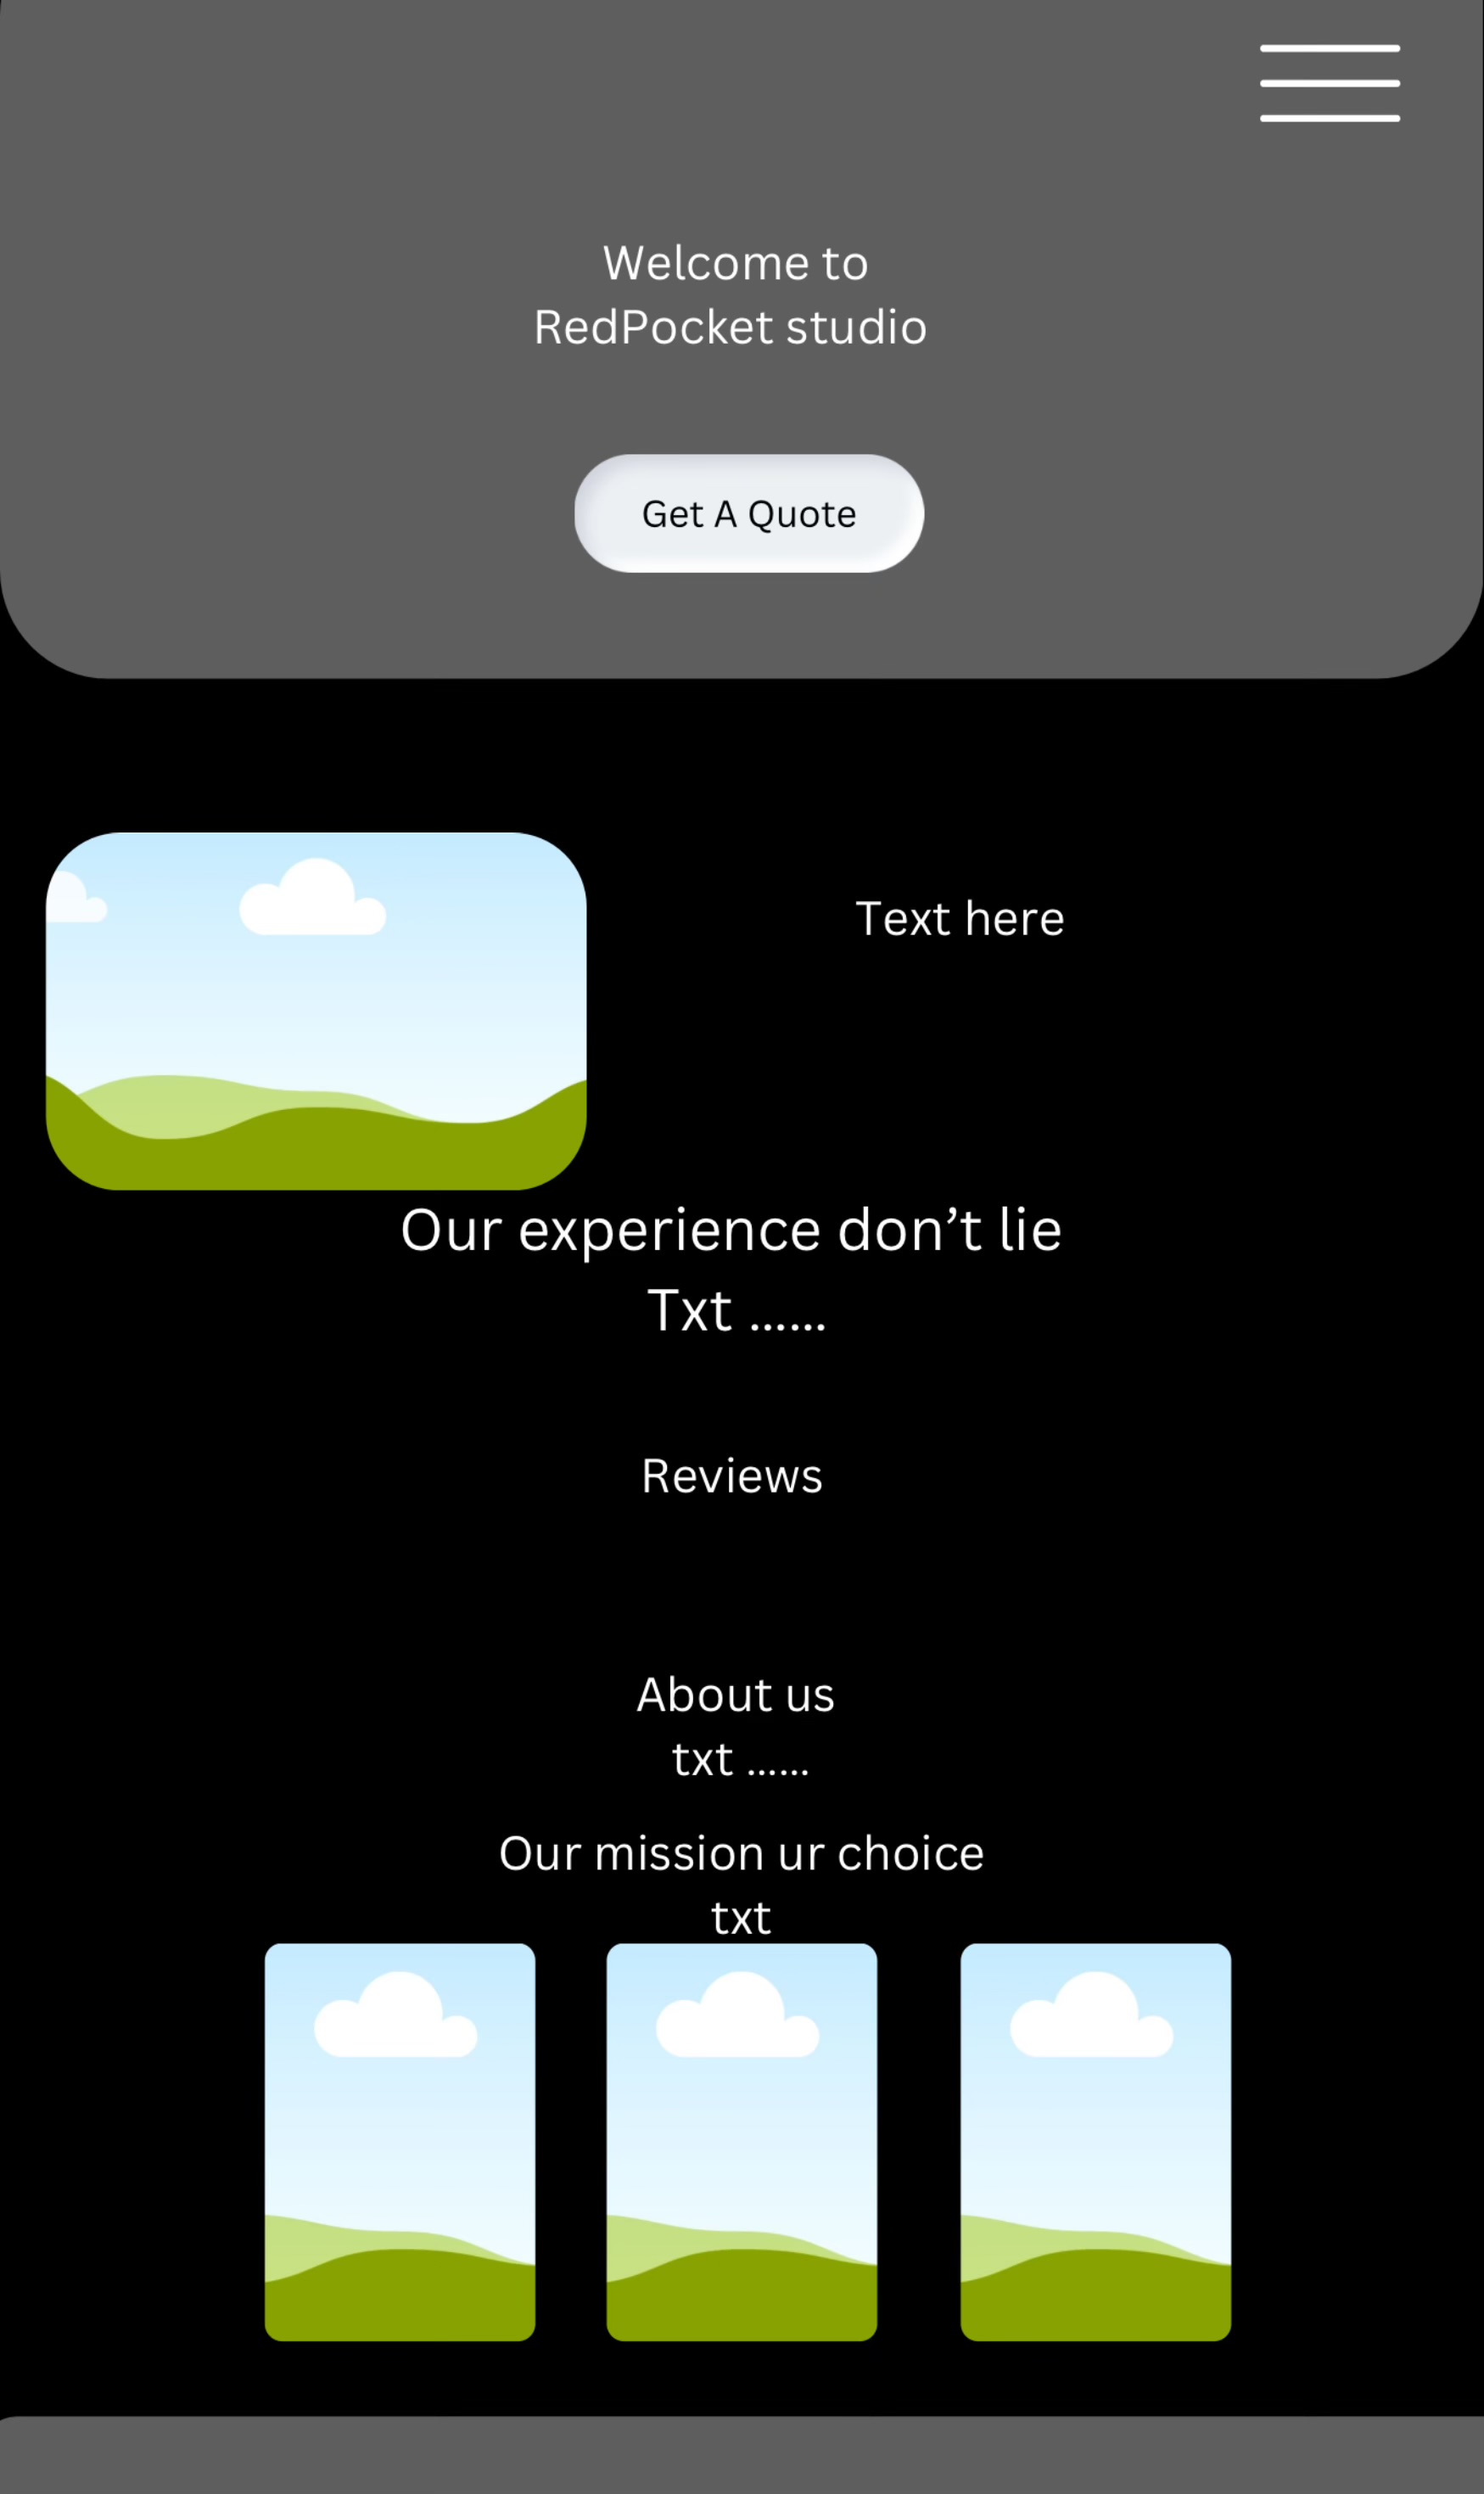 Welcome to
RedPocket studio
Get A Quote
Text here
Our experience don’t lie
Txt ......
Reviews
About us
txt ......
Our mission ur choice
txt